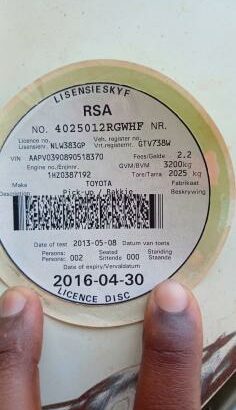 LISENSIESKYF
RSA
NO. 4025012RGWHF NR.
Licence no. Lisensienr. NLW383GP Veh. register no. Vrt.registernr. GTV738W
VIN AAPV0390890518370 Fees/Gelde 2.2
Engine no./Enjinnr. 1HZ0387192 GVM/BVM 3200kg
Tare/Tarra 2025 kg
Make TOYOTA Fabrikaat
Description Pick-up / Bakkie Beskrywing
Date of test 2013-05-08 Datum van toets
Persons: Personne: 002 Seated Sittende 000 Standing Staande
Date of expiry/Vervaldatum
2016-04-30
LICENCE DISC